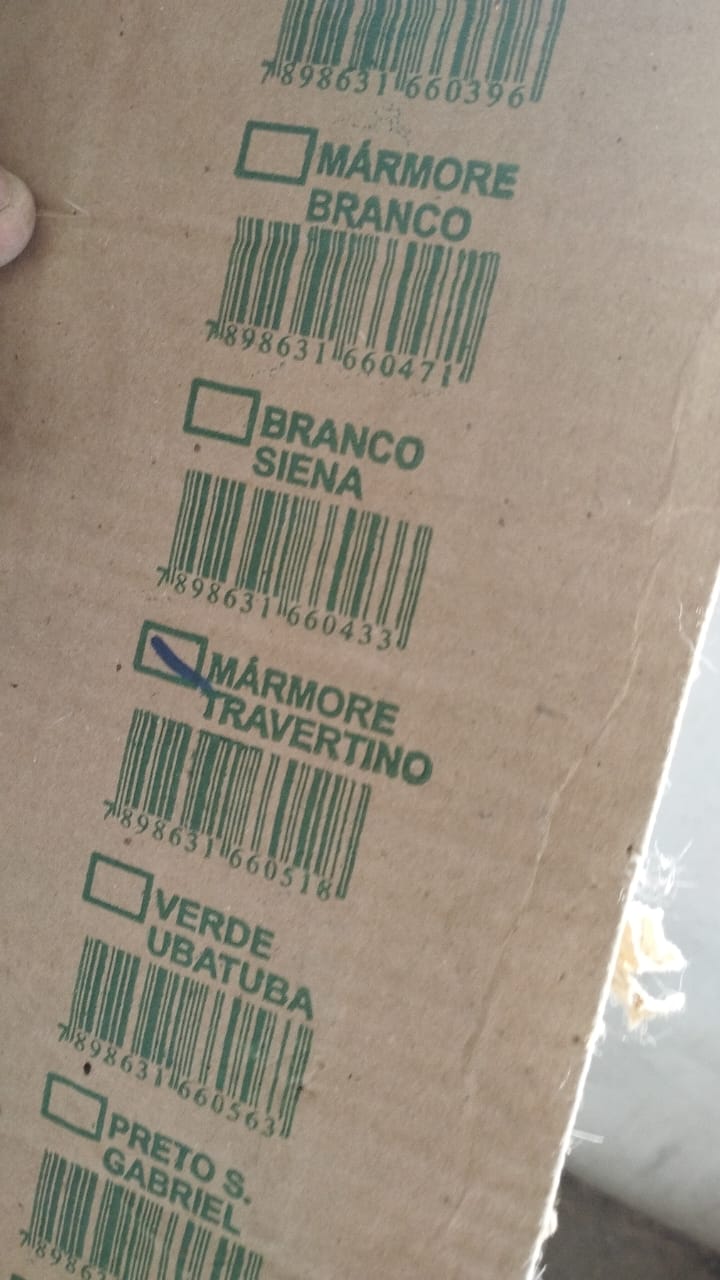 7898631660396
MÁRMORE
BRANCO
7898631660471
BRANCO
SIENA
7898631660433
MÁRMORE
TRAVERTINO
7898631660518
VERDE
UBATUBA
7898631660563
PRETO S.
GABRIEL